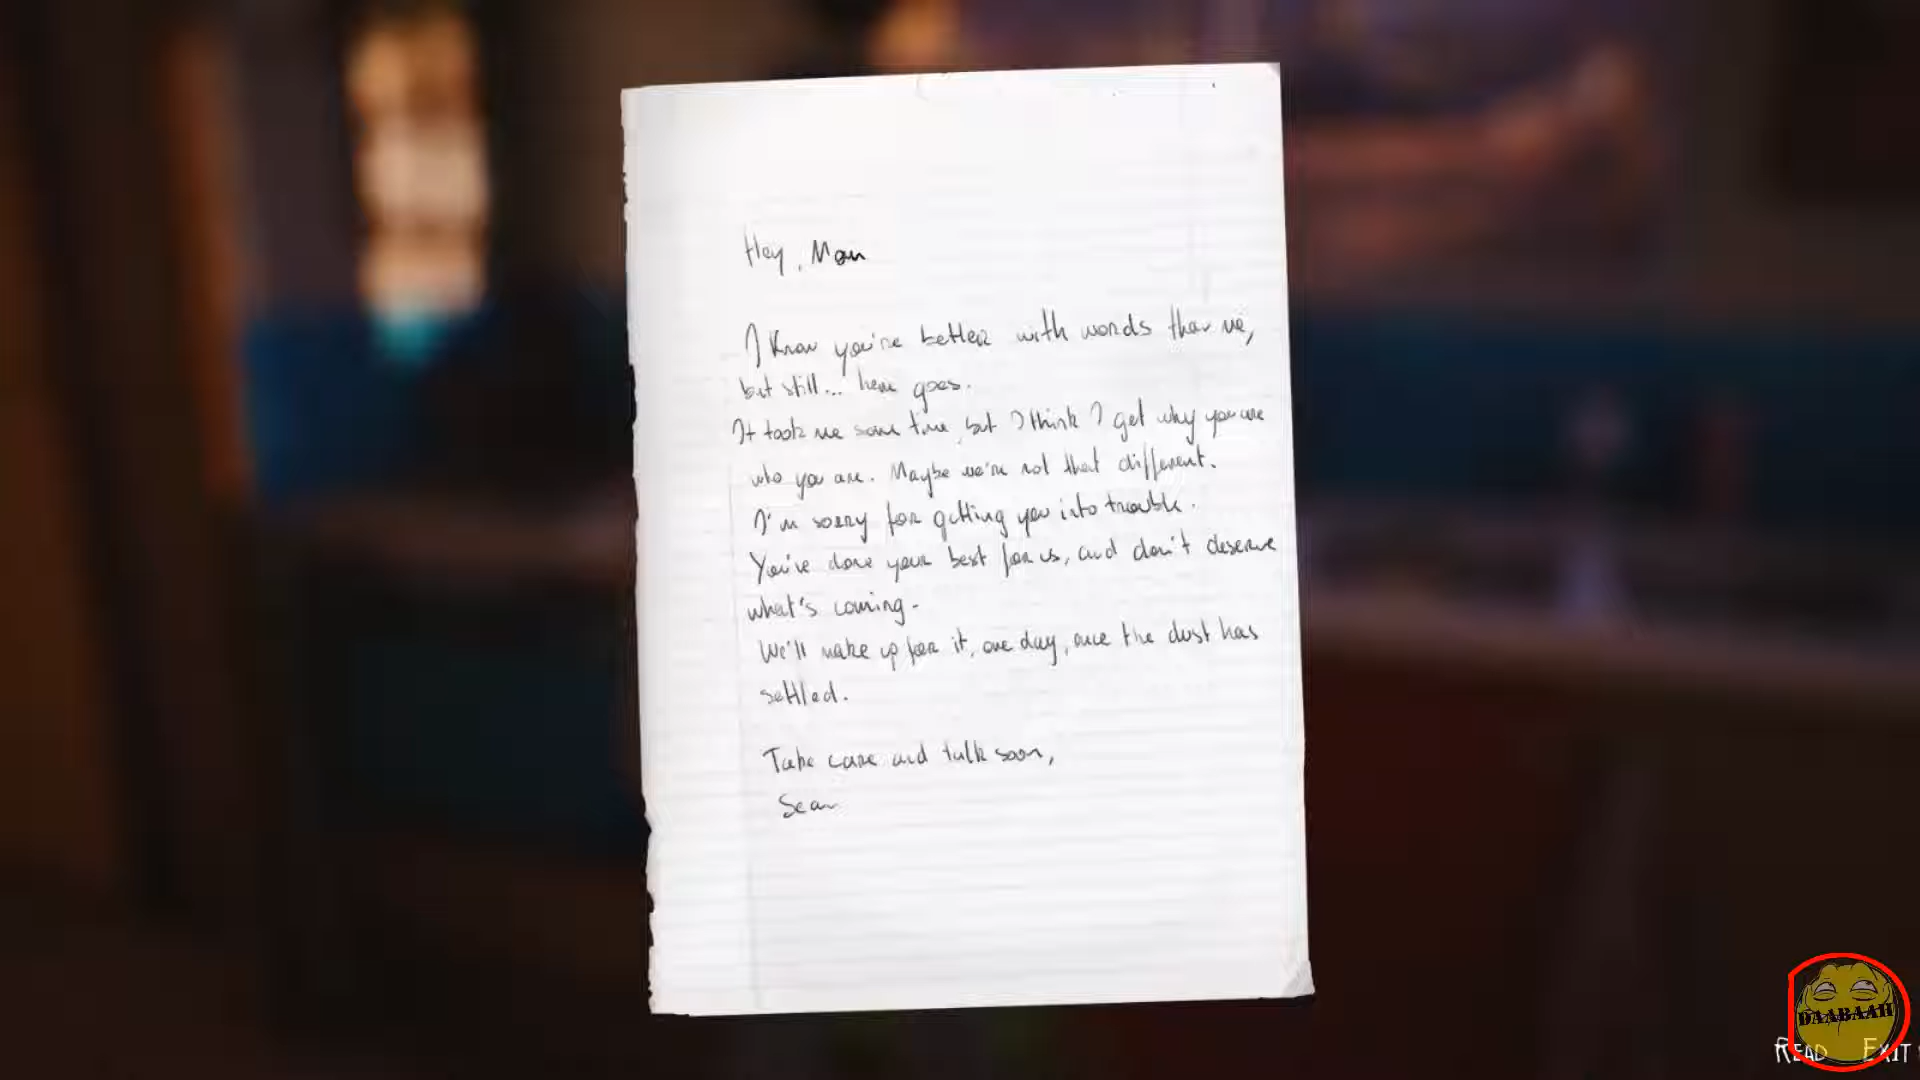 Hey, Mom
I know you're better with words than me,
but still... here goes.
It took me some time, but I think I get why you are
who you are. Maybe we're not that different.
I'm sorry for getting you into trouble.
You've done your best for us, and don't deserve
what's coming.
We'll make up for it, one day, once the dust has
settled.
Take care and talk soon,
Sean
DAABAAH
READ EXIT